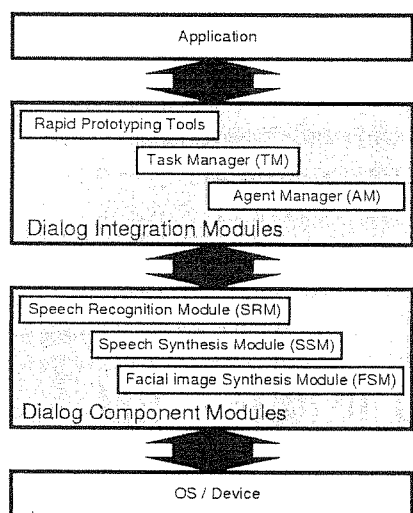 Application
Rapid Prototyping Tools
Task Manager (TM)
Agent Manager (AM)
Dialog Integration Modules
Speech Recognition Module (SRM)
Speech Synthesis Module (SSM)
Facial image Synthesis Module (FSM)
Dialog Component Modules
OS / Device